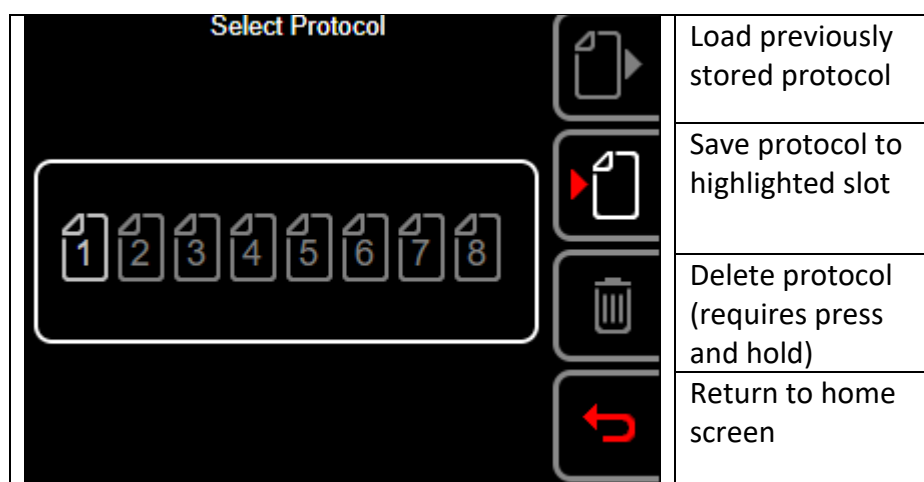 Select Protocol
1 2 3 4 5 6 7 8
Load previously
stored protocol
Save protocol to
highlighted slot
Delete protocol
(requires press
and hold)
Return to home
screen